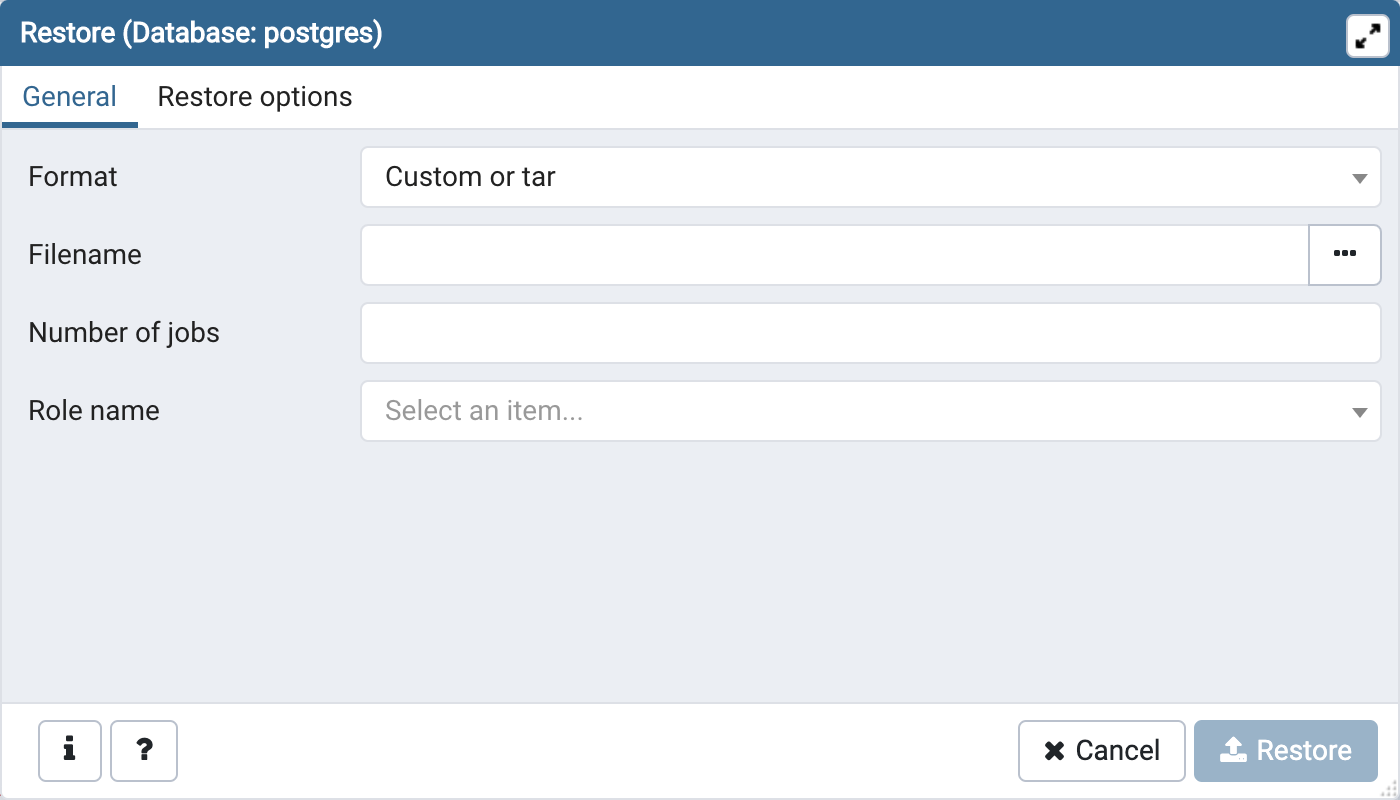 Restore (Database: postgres)
General Restore options
Format Custom or tar
Filename
Number of jobs
Role name Select an item...
i ? Cancel Restore